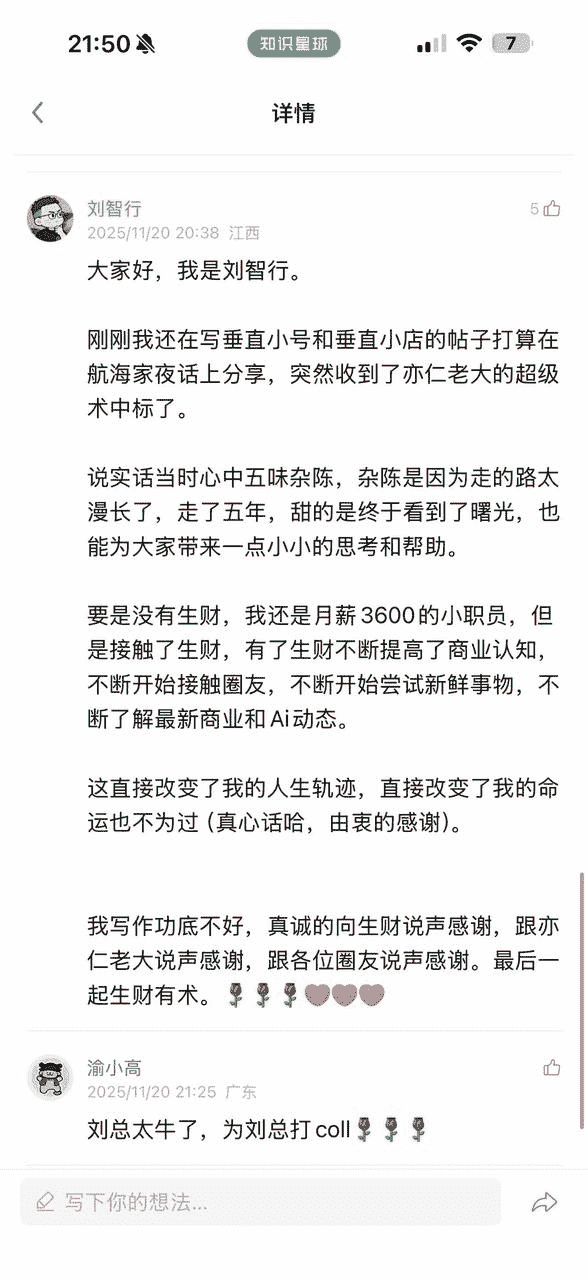 21:50
知识星球
7
详情
刘智行
5
2025/11/20 20:38 江西
大家好，我是刘智行。
刚刚我还在写垂直小号和垂直小店的帖子打算在
航海家夜话上分享，突然收到了亦仁老大的超级
术中标了。
说实话当时心中五味杂陈，杂陈是因为走的路太
漫长了，走了五年，甜的是终于看到了曙光，也
能为大家带来一点小小的思考和帮助。
要是没有生财，我还是月薪3600的小职员，但
是接触了生财，有了生财不断提高了商业认知，
不断开始接触圈友，不断开始尝试新鲜事物，不
断了解最新商业和Ai动态。
这直接改变了我的人生轨迹，直接改变了我的命
运也不为过（真心话哈，由衷的感谢）。
我写作功底不好，真诚的向生财说声感谢，跟亦
仁老大说声感谢，跟各位圈友说声感谢。最后一
起生财有术。🌹🌹🌹❤❤❤
渝小高
2025/11/20 21:25 广东
刘总太牛了，为刘总打coll🌹🌹🌹
写下你的想法...